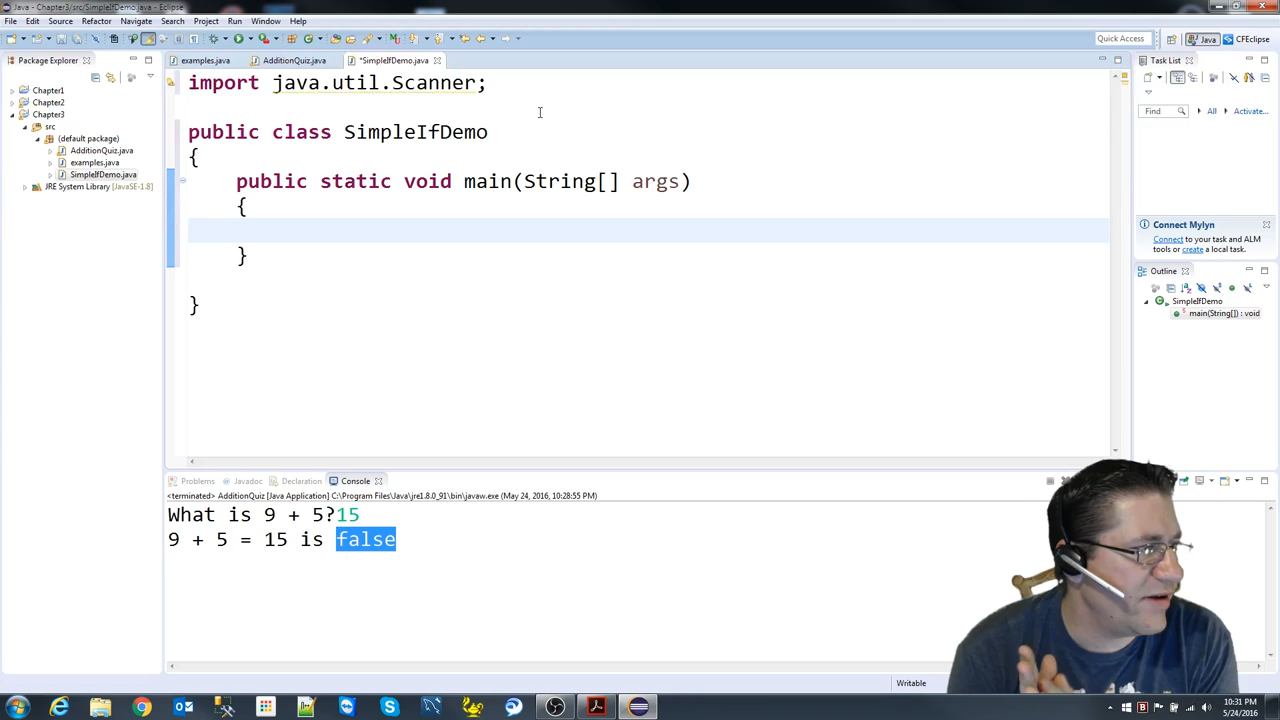 Java - Chapter3/src/SimpleIfDemo.java - Eclipse
File Edit Source Refactor Navigate Search Project Run Window Help
Quick Access
Java
CFEclipse
Package Explorer
Chapter1
Chapter2
Chapter3
src
(default package)
AdditionQuiz.java
examples.java
SimpleIfDemo.java
JRE System Library [JavaSE-1.8]
examples.java
AdditionQuiz.java
*SimpleIfDemo.java
import java.util.Scanner;
public class SimpleIfDemo
{
public static void main(String[] args)
{
}
}
Task List
Find
All
Activate...
Connect Mylyn
Connect to your task and ALM
tools or create a local task.
Outline
SimpleIfDemo
main(String[]) : void
Problems
Javadoc
Declaration
Console
<terminated> AdditionQuiz [Java Application] C:\Program Files\Java\jre1.8.0_91\bin\javaw.exe (May 24, 2016, 10:28:55 PM)
What is 9 + 5?15
9 + 5 = 15 is false
Writable
10:31 PM
5/24/2016